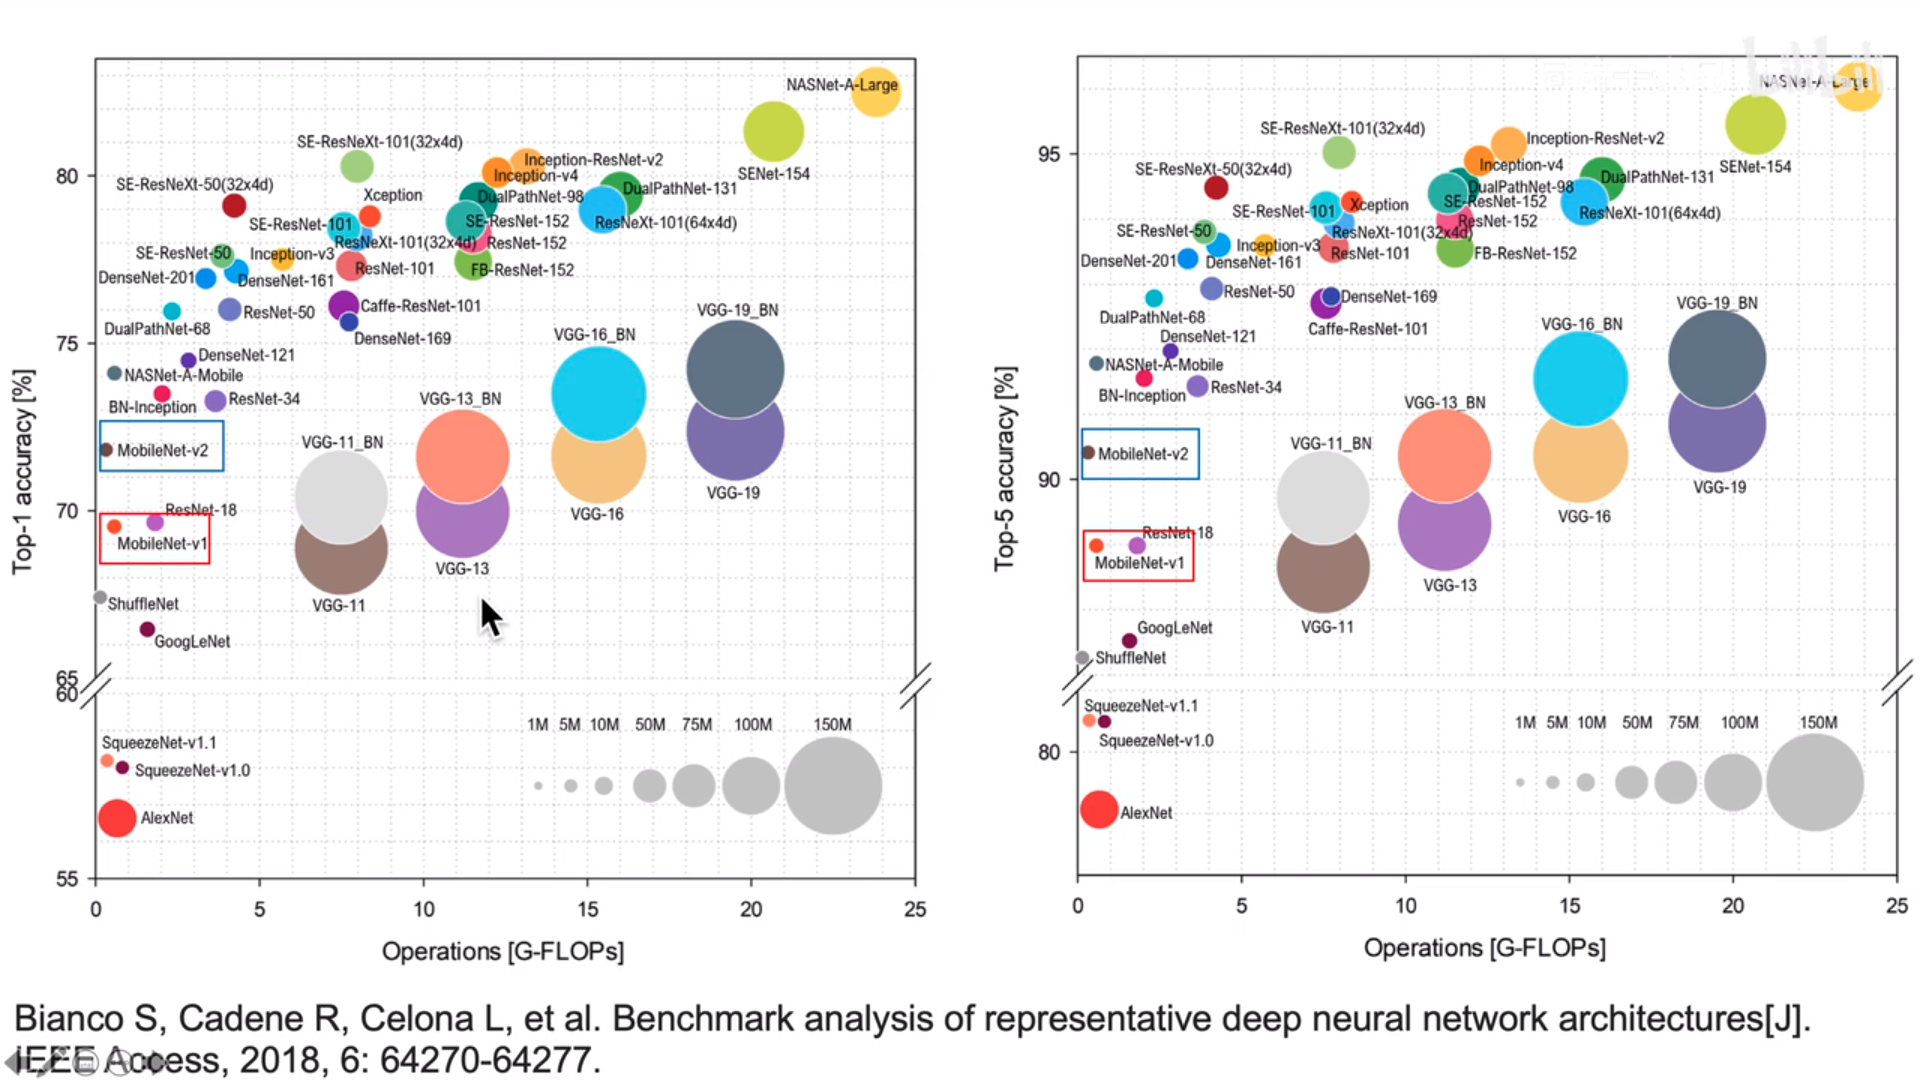 NASNet-A-Large
SE-ResNeXt-101(32x4d)
Inception-ResNet-v2
Inception-v4
SENet-154
80
SE-ResNeXt-50(32x4d)
Xception
DualPathNet-131
DualPathNet-98
SE-ResNet-101
SE-ResNet-152
ResNeXt-101(64x4d)
ResNeXt-101(32x4d)
ResNet-152
SE-ResNet-50
Inception-v3
ResNet-101
FB-ResNet-152
DenseNet-201
DenseNet-161
ResNet-50
Caffe-ResNet-101
VGG-19_BN
DualPathNet-68
DenseNet-169
VGG-16_BN
75
DenseNet-121
NASNet-A-Mobile
ResNet-34
BN-Inception
VGG-13_BN
VGG-11_BN
MobileNet-v2
VGG-19
70
ResNet-18
VGG-16
MobileNet-v1
VGG-13
ShuffleNet
VGG-11
GoogLeNet
65
60
1M 5M 10M 50M 75M 100M 150M
SqueezeNet-v1.1
SqueezeNet-v1.0
AlexNet
55
0 5 10 15 20 25
Top-1 accuracy [%]
Operations [G-FLOPs]
NASNet-A-Large
SE-ResNeXt-101(32x4d)
Inception-ResNet-v2
95
Inception-v4
SENet-154
SE-ResNeXt-50(32x4d)
DualPathNet-131
DualPathNet-98
SE-ResNet-152
Xception
SE-ResNet-101
ResNeXt-101(64x4d)
ResNet-152
SE-ResNet-50
ResNeXt-101(32x4d)
Inception-v3
ResNet-101
FB-ResNet-152
DenseNet-201
DenseNet-161
ResNet-50
DenseNet-169
VGG-19_BN
DualPathNet-68
Caffe-ResNet-101
VGG-16_BN
DenseNet-121
NASNet-A-Mobile
ResNet-34
BN-Inception
VGG-13_BN
VGG-11_BN
MobileNet-v2
90
VGG-19
VGG-16
ResNet-18
MobileNet-v1
VGG-13
GoogLeNet
VGG-11
ShuffleNet
SqueezeNet-v1.1
1M 5M 10M 50M 75M 100M 150M
SqueezeNet-v1.0
80
AlexNet
0 5 10 15 20 25
Top-5 accuracy [%]
Operations [G-FLOPs]
Bianco S, Cadene R, Celona L, et al. Benchmark analysis of representative deep neural network architectures[J].
IEEE Access, 2018, 6: 64270-64277.